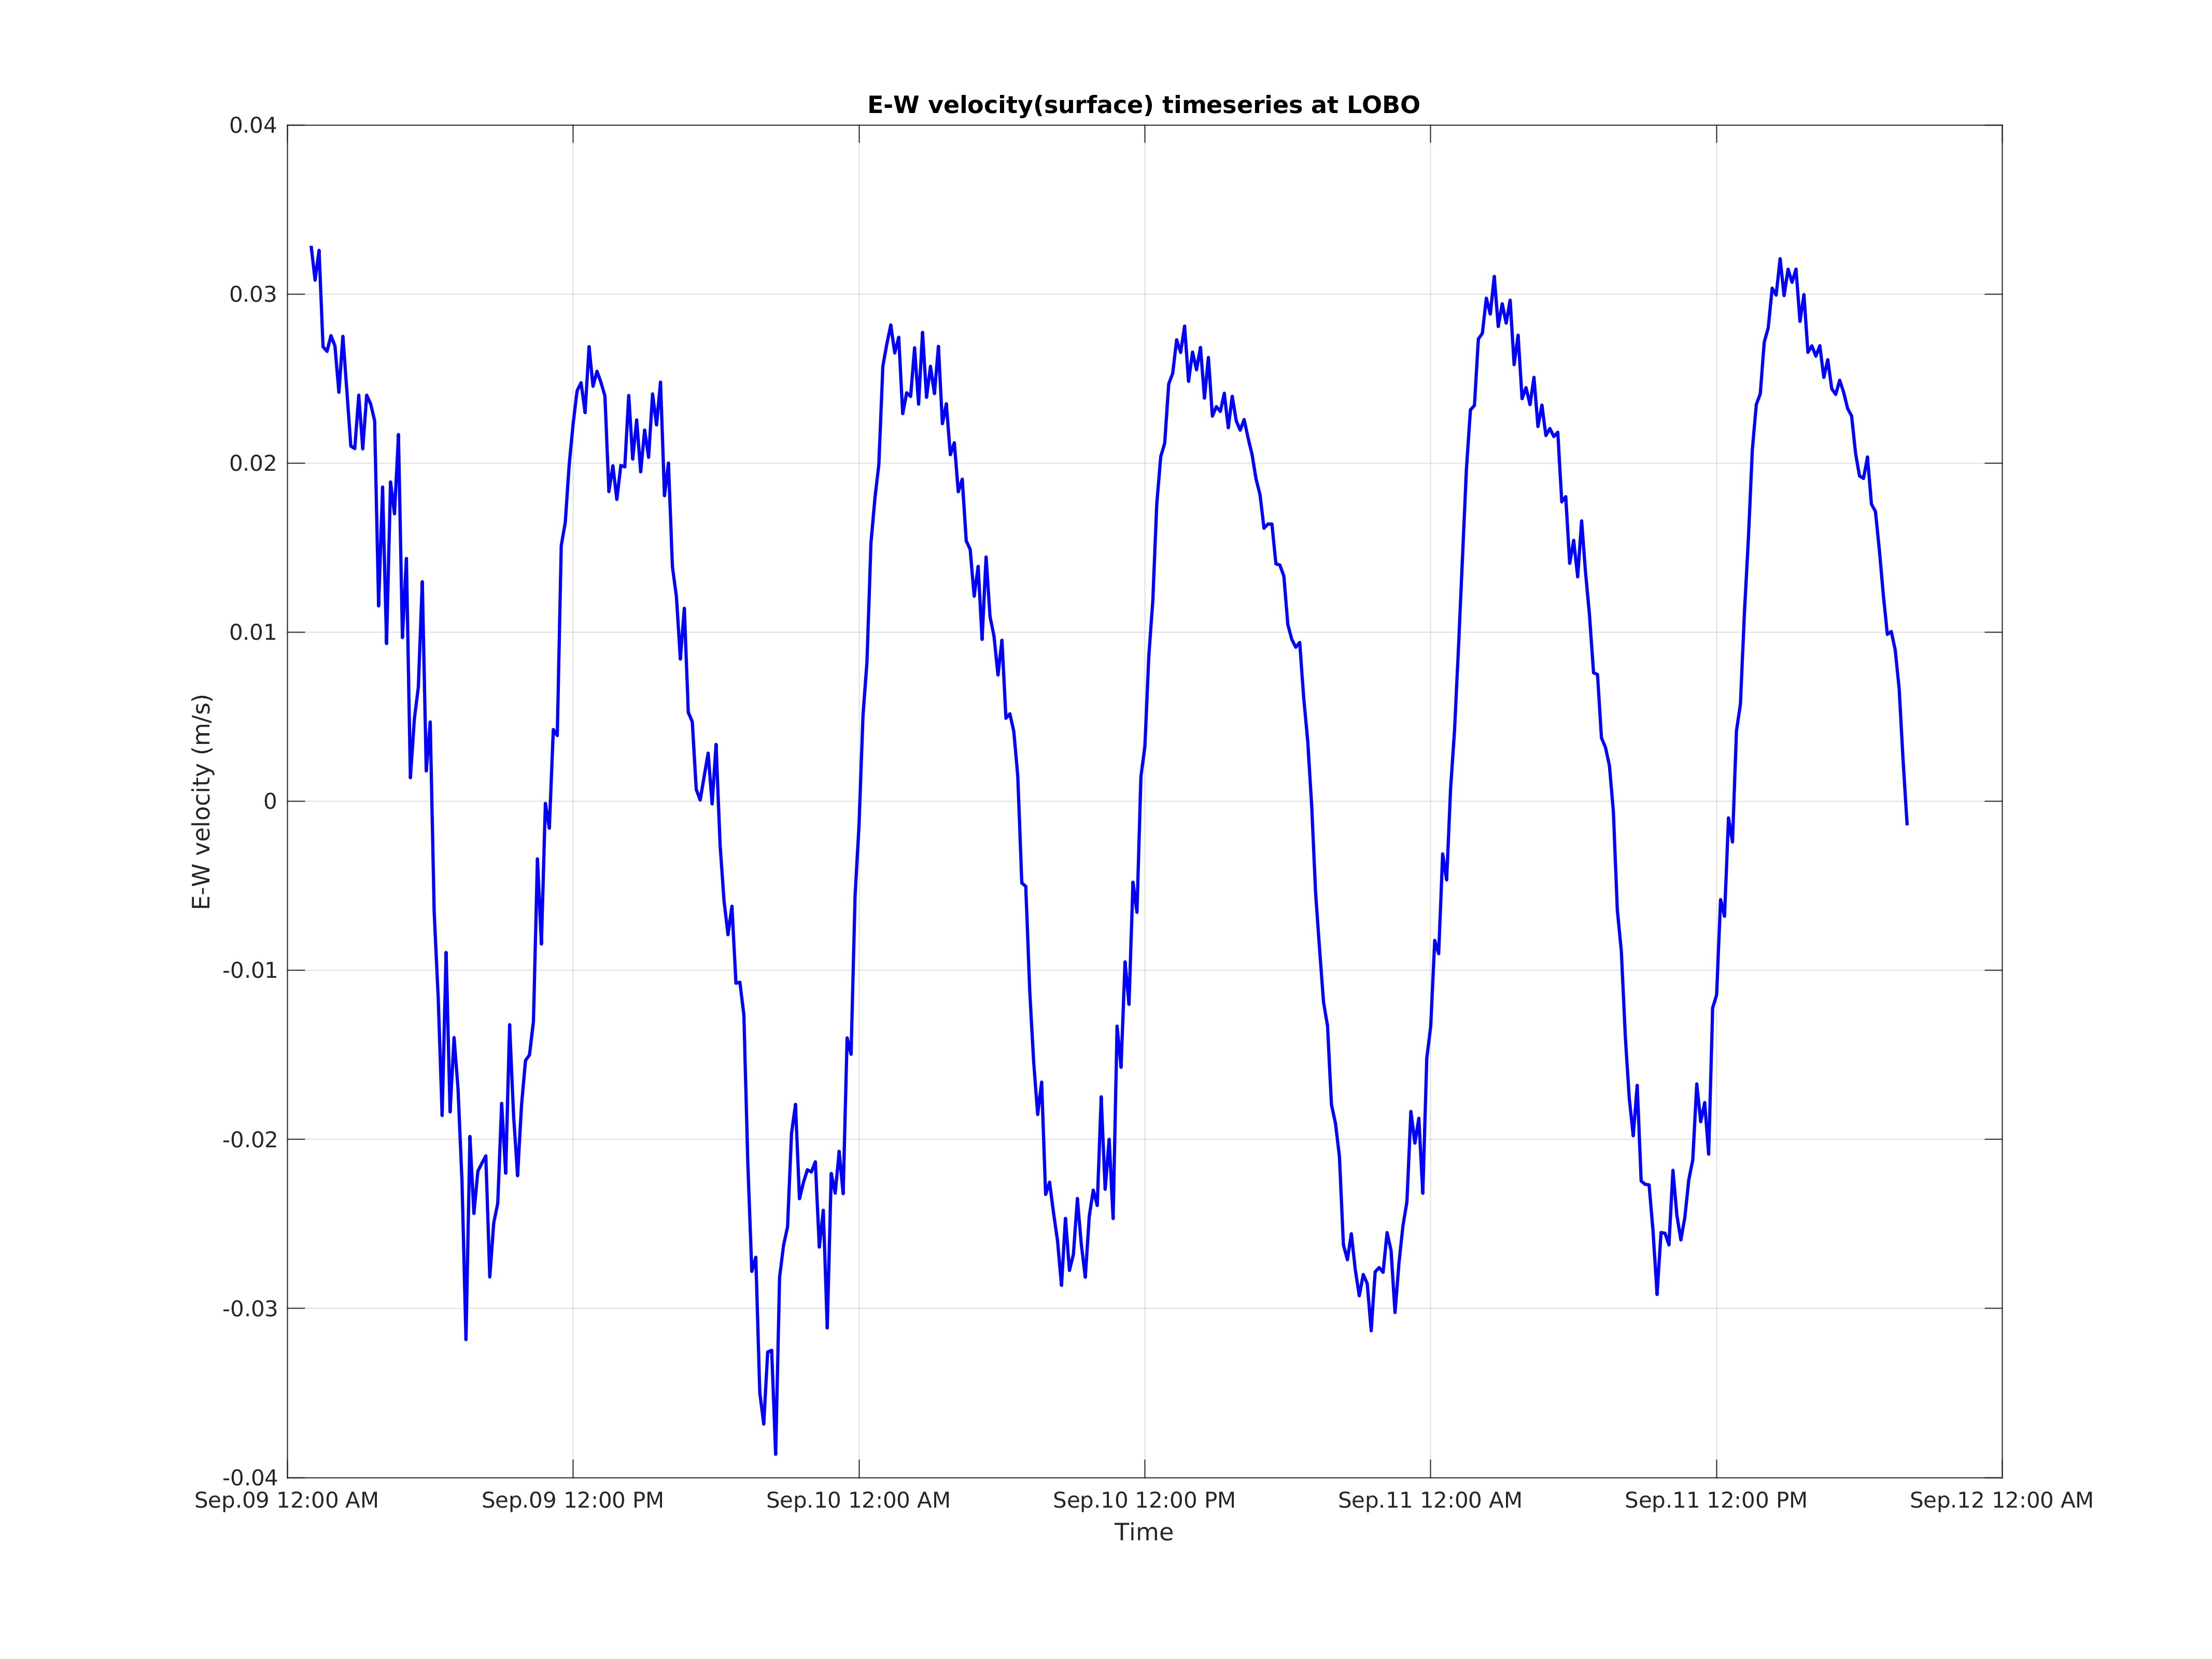 E-W velocity(surface) timeseries at LOBO
0.04
0.03
0.02
0.01
0
-0.01
-0.02
-0.03
-0.04
E-W velocity (m/s)
Sep.09 12:00 AM Sep.09 12:00 PM Sep.10 12:00 AM Sep.10 12:00 PM Sep.11 12:00 AM Sep.11 12:00 PM Sep.12 12:00 AM
Time